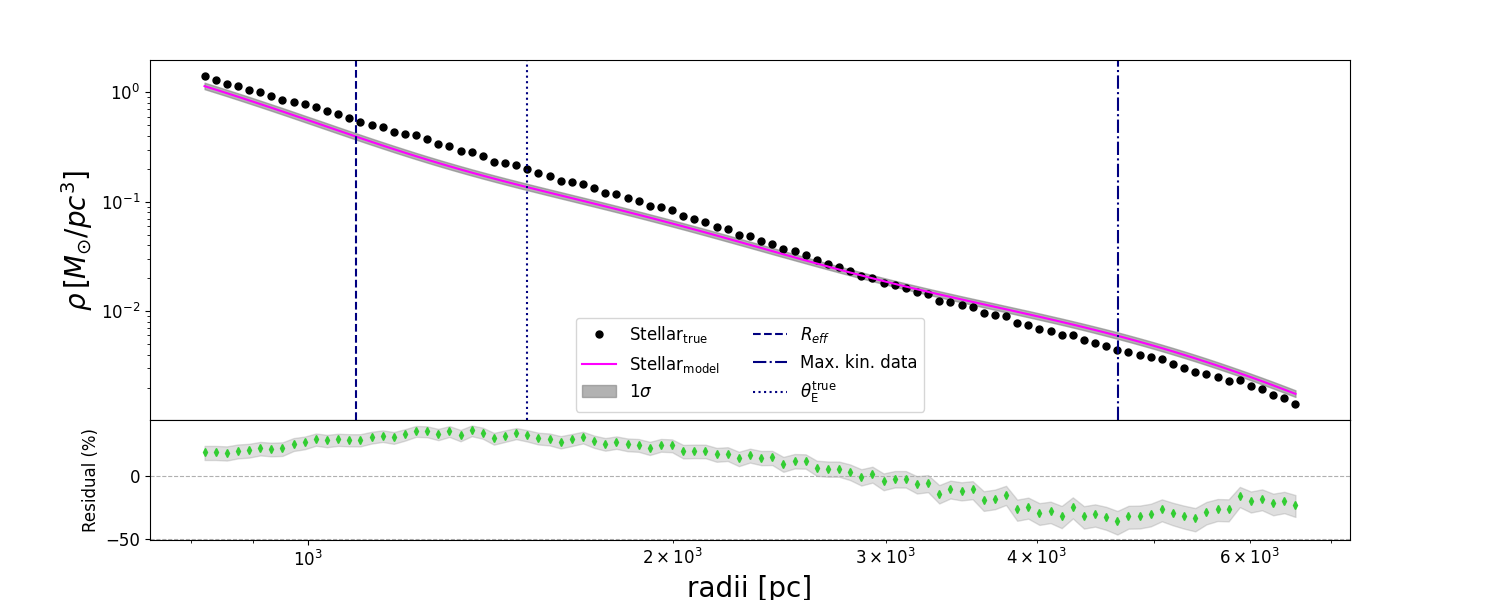 ρ [M⊙/pc³]
10⁰
10⁻¹
10⁻²
Stellar_true
Stellar_model
1σ
R_eff
Max. kin. data
θ_E^true
Residual (%)
0
−50
10³
2 × 10³
3 × 10³
4 × 10³
6 × 10³
radii [pc]